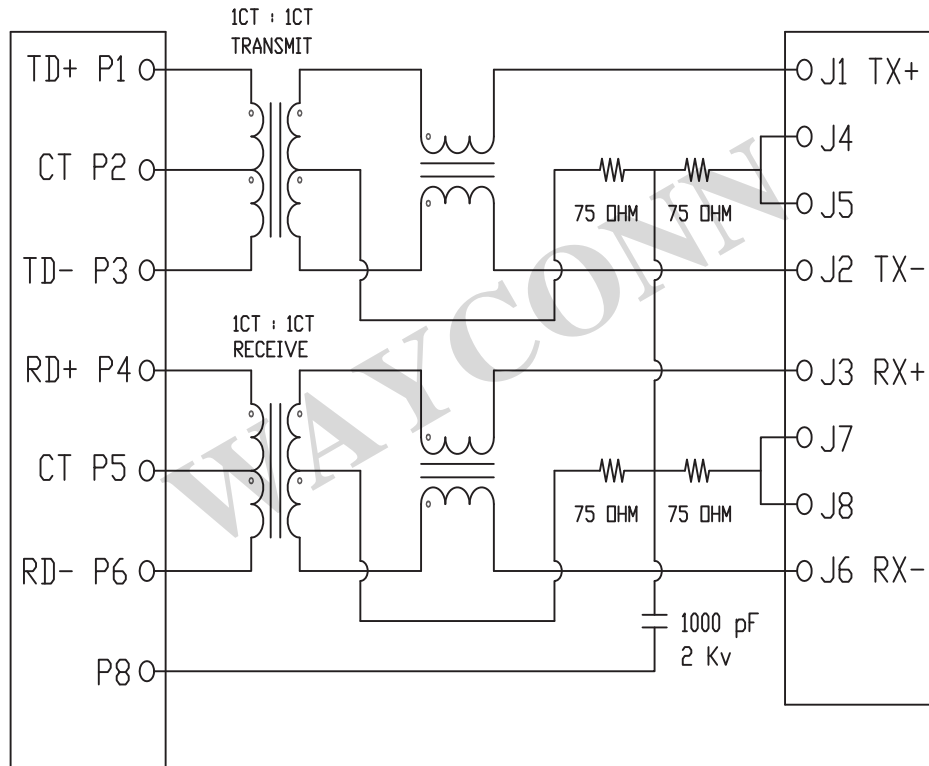 1CT : 1CT
TRANSMIT
TD+ P1
CT P2
TD- P3
J1 TX+
J4
J5
J2 TX-
75 OHM
75 OHM
1CT : 1CT
RECEIVE
RD+ P4
CT P5
RD- P6
J3 RX+
J7
J8
J6 RX-
75 OHM
75 OHM
1000 pF
2 Kv
P8
WAYCONN